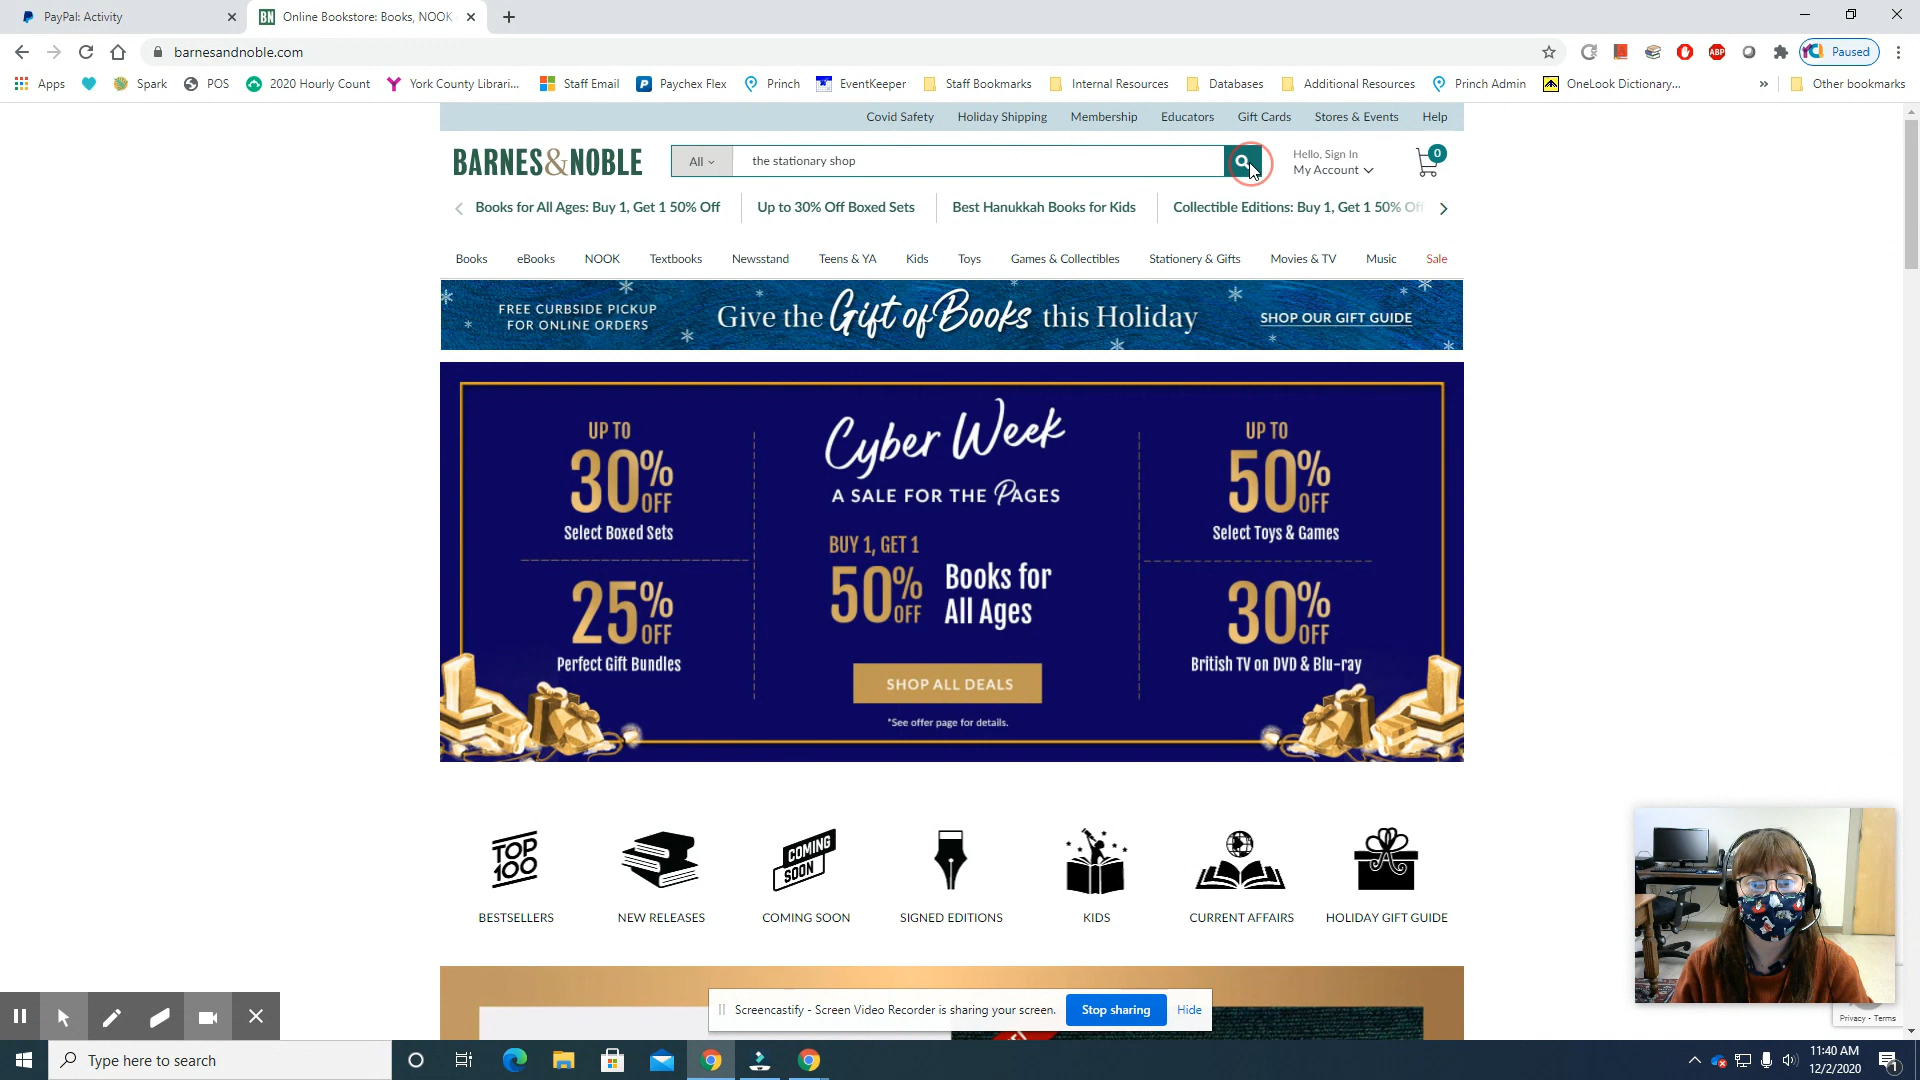 PayPal: Activity
Online Bookstore: Books, NOOK
barnesandnoble.com
Paused
Apps
Spark
POS
2020 Hourly Count
York County Librari...
Staff Email
Paychex Flex
Princh
EventKeeper
Staff Bookmarks
Internal Resources
Databases
Additional Resources
Princh Admin
OneLook Dictionary...
»
Other bookmarks
ABP
Covid Safety
Holiday Shipping
Membership
Educators
Gift Cards
Stores & Events
Help
BARNES&NOBLE
All
the stationary shop
Hello, Sign In
My Account
0
Books for All Ages: Buy 1, Get 1 50% Off
Up to 30% Off Boxed Sets
Best Hanukkah Books for Kids
Collectible Editions: Buy 1, Get 1 50% Off
Books
eBooks
NOOK
Textbooks
Newsstand
Teens & YA
Kids
Toys
Games & Collectibles
Stationery & Gifts
Movies & TV
Music
Sale
FREE CURBSIDE PICKUP
FOR ONLINE ORDERS
Give the Gift of Books this Holiday
SHOP OUR GIFT GUIDE
UP TO
30% OFF
Select Boxed Sets
25% OFF
Perfect Gift Bundles
Cyber Week
A SALE FOR THE PAGES
BUY 1, GET 1
50% OFF
Books for
All Ages
SHOP ALL DEALS
*See offer page for details.
UP TO
50% OFF
Select Toys & Games
30% OFF
British TV on DVD & Blu-ray
TOP
100
COMING
SOON
BESTSELLERS
NEW RELEASES
COMING SOON
SIGNED EDITIONS
KIDS
CURRENT AFFAIRS
HOLIDAY GIFT GUIDE
Screencastify - Screen Video Recorder is sharing your screen.
Stop sharing
Hide
Privacy - Terms
Type here to search
11:40 AM
12/2/2020
1